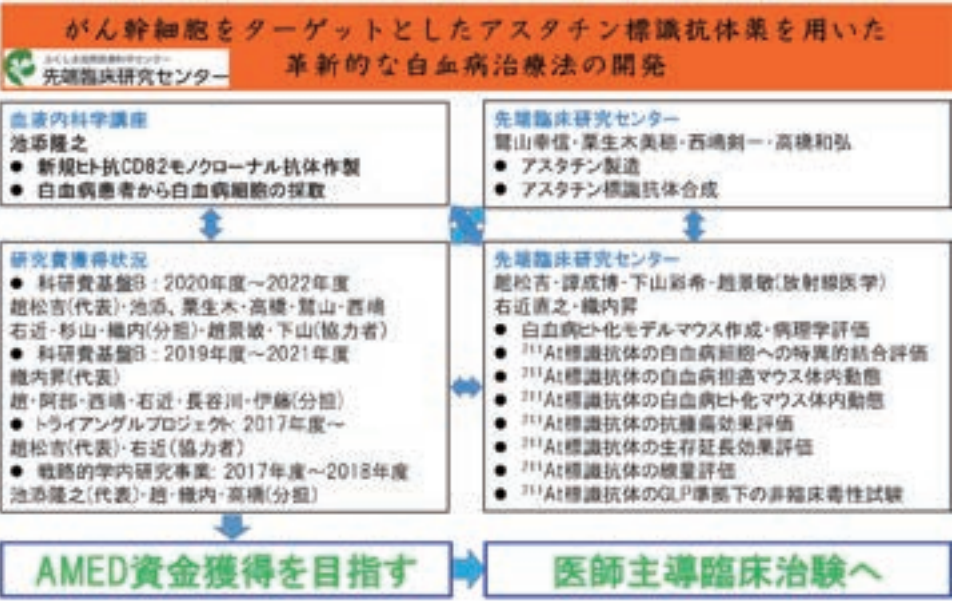 がん幹細胞をターゲットとしたアスタチン標識抗体薬を用いた
革新的な白血病治療法の開発
ふくしま国際医療科学センター
先端臨床研究センター
血液内科学講座
池添隆之
● 新規ヒト抗CD82モノクローナル抗体作製
● 白血病患者から白血病細胞の採取
先端臨床研究センター
鷲山幸信・粟生木美穂・西嶋剣一・高橋和弘
● アスタチン製造
● アスタチン標識抗体合成
研究費獲得状況
● 科研費基盤B：2020年度～2022年度
趙松吉(代表)・池添、粟生木・高橋・鷲山・西嶋
右近・杉山・織内(分担)・趙景敏・下山(協力者)
● 科研費基盤B：2019年度～2021年度
織内昇(代表)
趙・阿部・西嶋・右近・長谷川・伊藤(分担)
● トライアングルプロジェクト: 2017年度～
趙松吉(代表)・右近(協力者)
● 戦略的学内研究事業: 2017年度～2018年度
池添隆之(代表)・趙・織内・高橋(分担)
先端臨床研究センター
趙松吉・譚成博・下山彩希・趙景敏(放射線医学)
右近直之・織内昇
● 白血病ヒト化モデルマウス作成・病理学評価
● ²¹¹At標識抗体の白血病細胞への特異的結合評価
● ²¹¹At標識抗体の白血病担癌マウス体内動態
● ²¹¹At標識抗体の白血病ヒト化マウス体内動態
● ²¹¹At標識抗体の抗腫瘍効果評価
● ²¹¹At標識抗体の生存延長効果評価
● ²¹¹At標識抗体の線量評価
● ²¹¹At標識抗体のGLP準拠下の非臨床毒性試験
AMED資金獲得を目指す
医師主導臨床治験へ